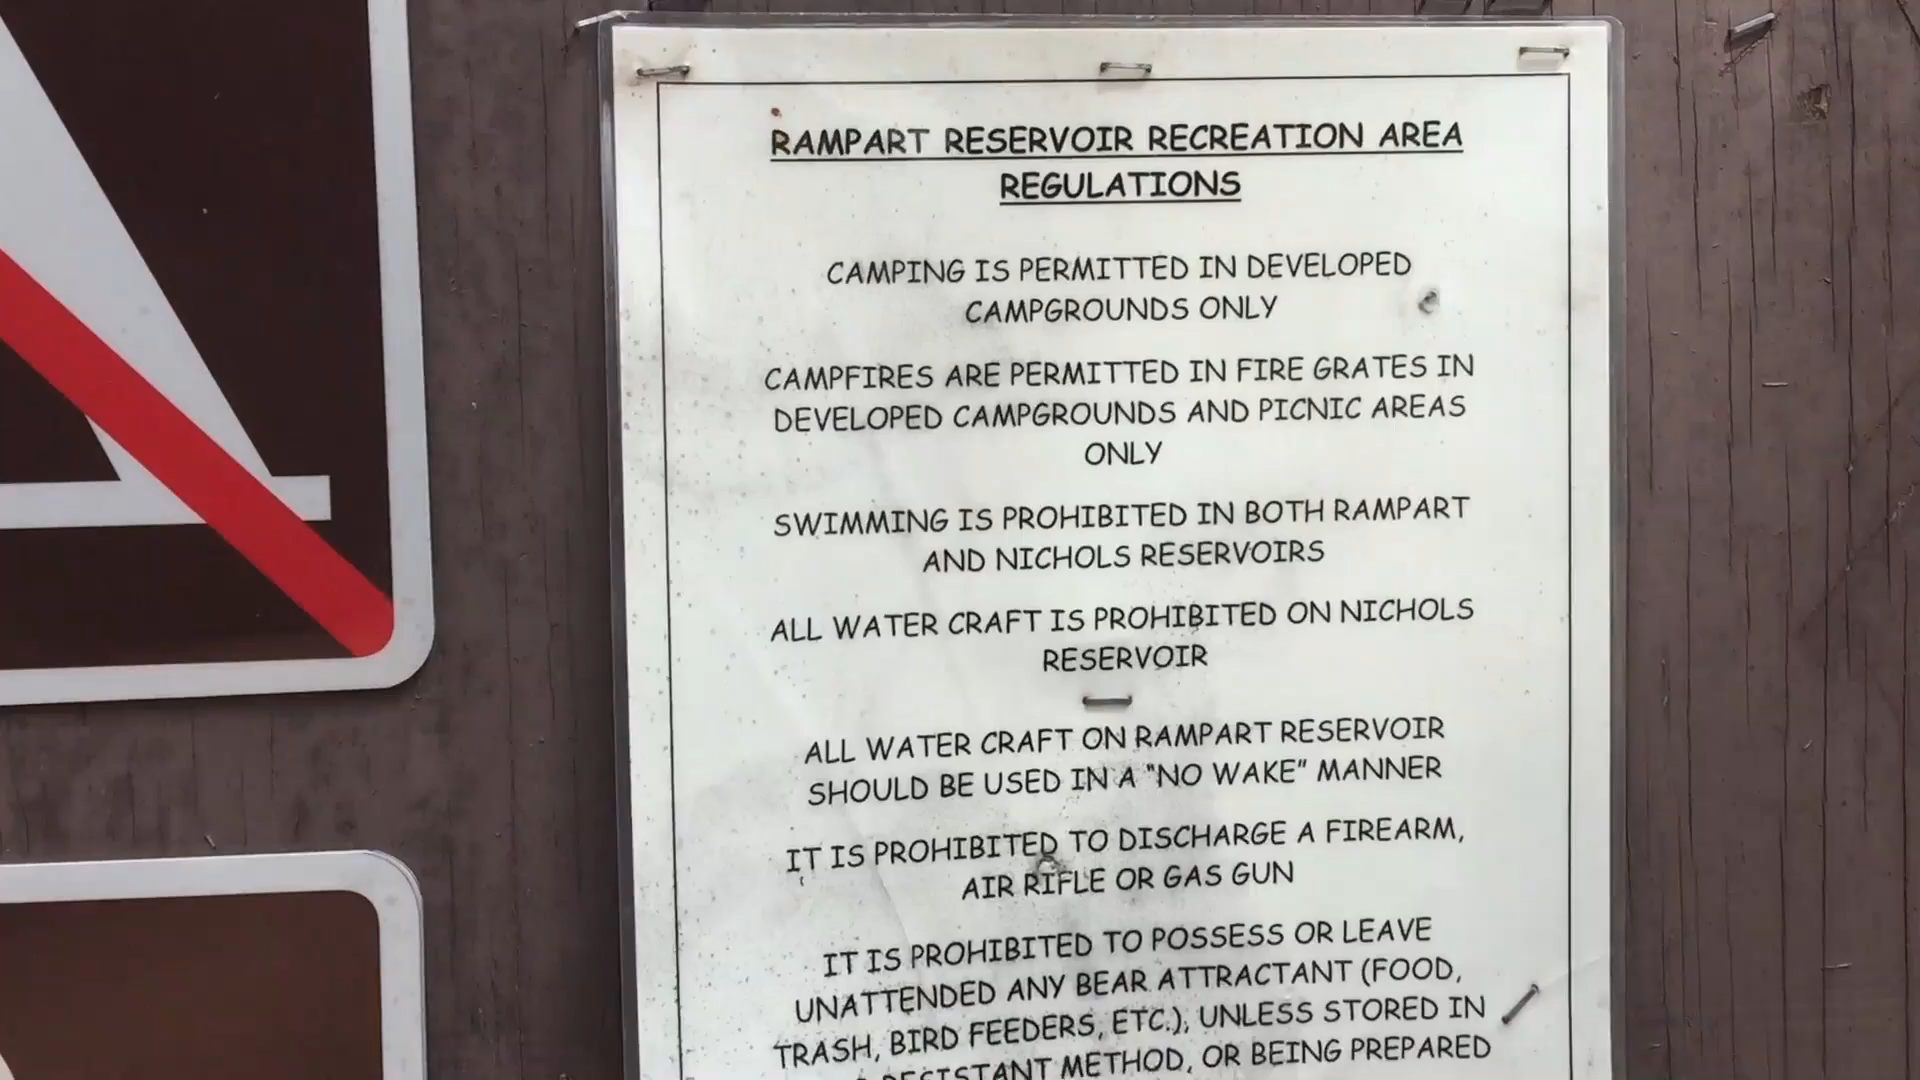 RAMPART RESERVOIR RECREATION AREA
REGULATIONS
CAMPING IS PERMITTED IN DEVELOPED
CAMPGROUNDS ONLY
CAMPFIRES ARE PERMITTED IN FIRE GRATES IN
DEVELOPED CAMPGROUNDS AND PICNIC AREAS
ONLY
SWIMMING IS PROHIBITED IN BOTH RAMPART
AND NICHOLS RESERVOIRS
ALL WATER CRAFT IS PROHIBITED ON NICHOLS
RESERVOIR
ALL WATER CRAFT ON RAMPART RESERVOIR
SHOULD BE USED IN A "NO WAKE" MANNER
IT IS PROHIBITED TO DISCHARGE A FIREARM,
AIR RIFLE OR GAS GUN
IT IS PROHIBITED TO POSSESS OR LEAVE
UNATTENDED ANY BEAR ATTRACTANT (FOOD,
TRASH, BIRD FEEDERS, ETC.), UNLESS STORED IN
RESISTANT METHOD, OR BEING PREPARED